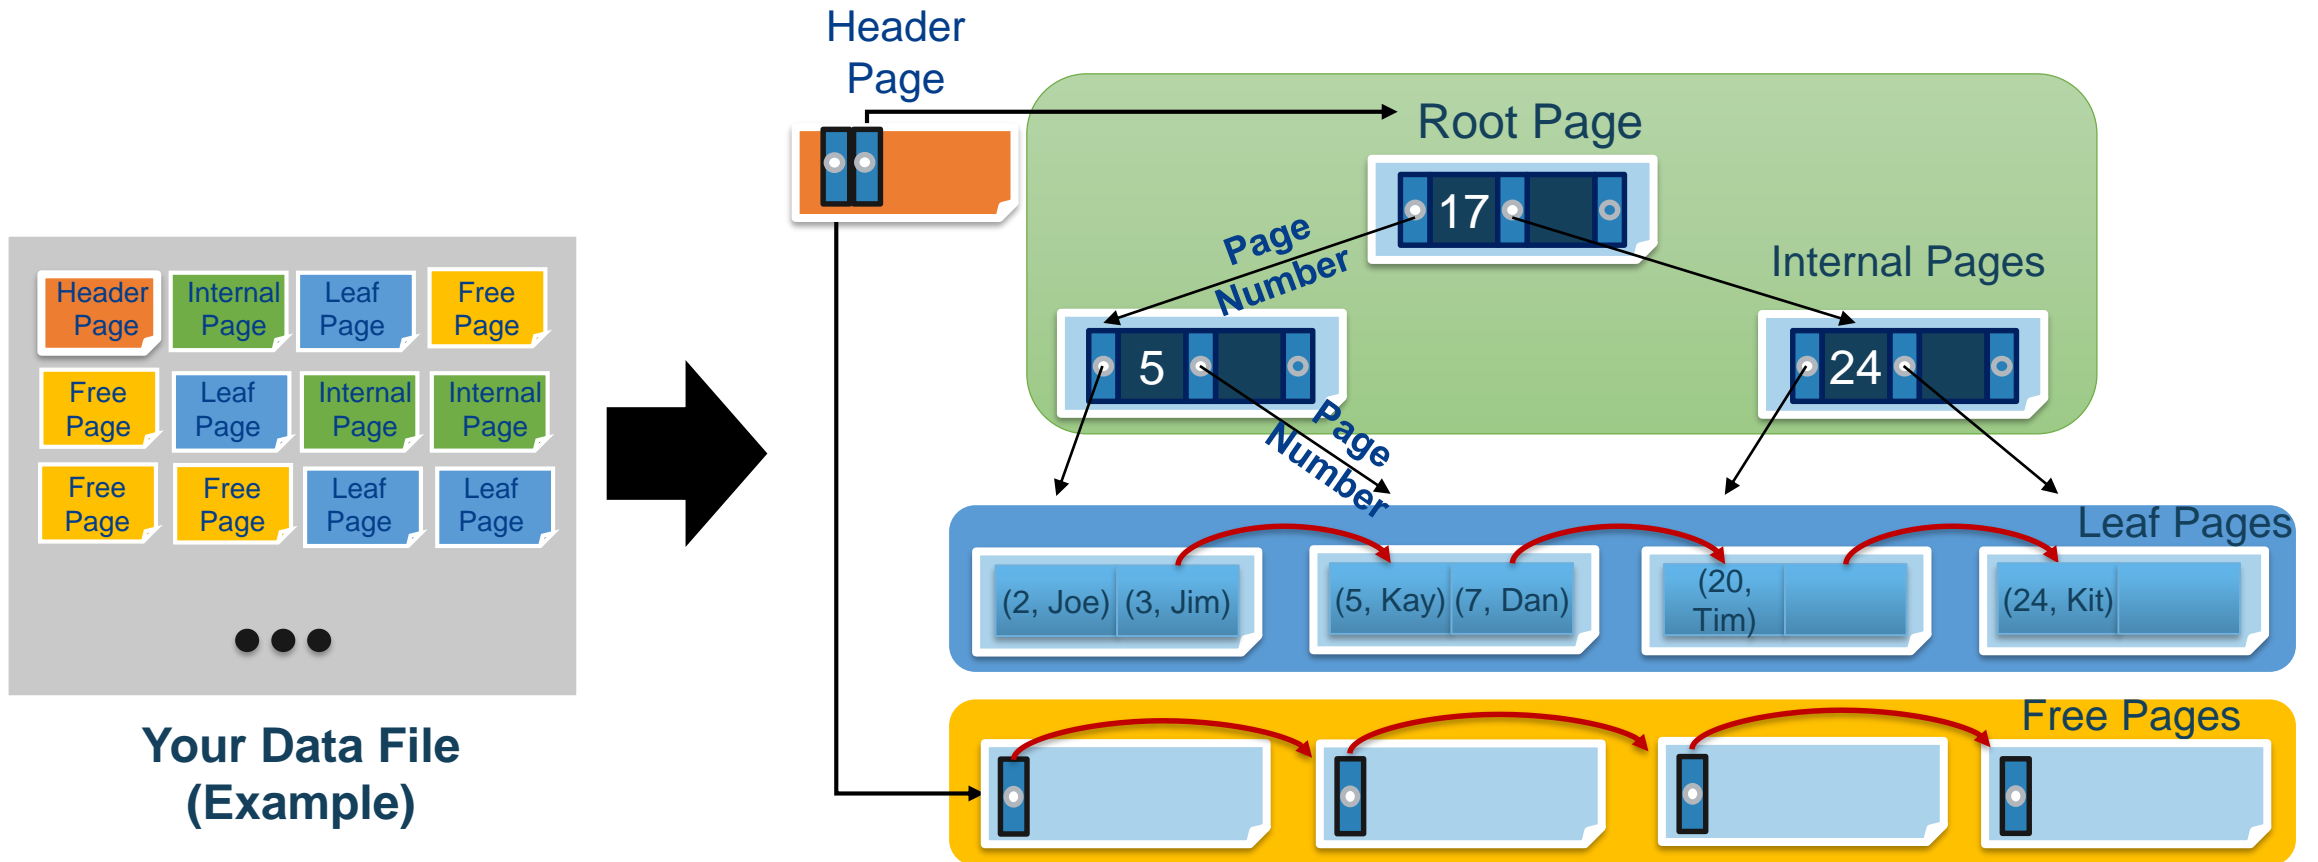 Header
Page
Root Page
17
Internal Pages
Page
Number
5
24
Page
Number
Header
Page
Internal
Page
Leaf
Page
Free
Page
Free
Page
Leaf
Page
Internal
Page
Internal
Page
Free
Page
Free
Page
Leaf
Page
Leaf
Page
Your Data File
(Example)
Leaf Pages
(2, Joe)
(3, Jim)
(5, Kay)
(7, Dan)
(20,
Tim)
(24, Kit)
Free Pages